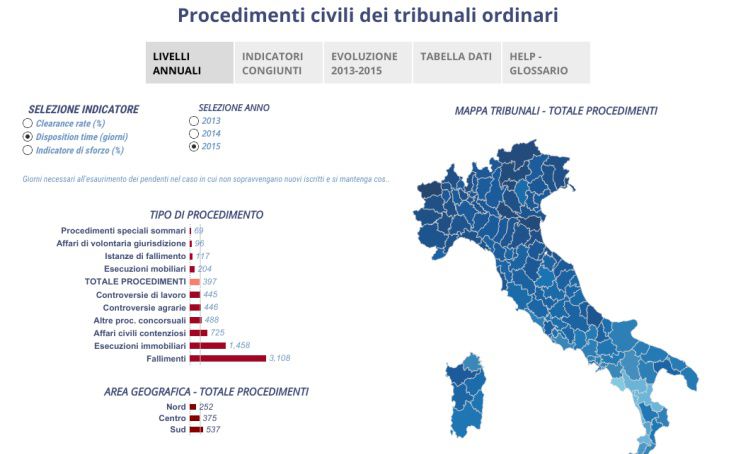 Procedimenti civili dei tribunali ordinari
LIVELLI ANNUALI
INDICATORI CONGIUNTI
EVOLUZIONE 2013-2015
TABELLA DATI
HELP - GLOSSARIO
SELEZIONE INDICATORE
Clearance rate (%)
Disposition time (giorni)
Indicatore di sforzo (%)
SELEZIONE ANNO
2013
2014
2015
MAPPA TRIBUNALI - TOTALE PROCEDIMENTI
Giorni necessari all'esaurimento dei pendenti nel caso in cui non sopravvengano nuovi iscritti e si mantenga cos...
TIPO DI PROCEDIMENTO
Procedimenti speciali sommari 69
Affari di volontaria giurisdizione 96
Istanze di fallimento 117
Esecuzioni mobiliari 204
TOTALE PROCEDIMENTI 397
Controversie di lavoro 445
Controversie agrarie 446
Altre proc. concorsuali 488
Affari civili contenziosi 725
Esecuzioni immobiliari 1,458
Fallimenti 3,108
AREA GEOGRAFICA - TOTALE PROCEDIMENTI
Nord 252
Centro 375
Sud 537